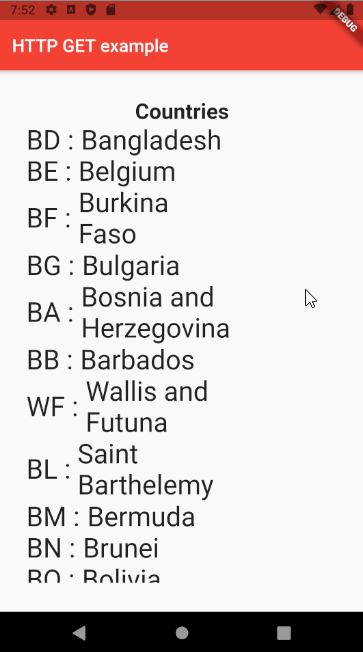 7:52
DEBUG
HTTP GET example
Countries
BD : Bangladesh
BE : Belgium
BF : Burkina
Faso
BG : Bulgaria
BA : Bosnia and
Herzegovina
BB : Barbados
WF : Wallis and
Futuna
BL : Saint
Barthelemy
BM : Bermuda
BN : Brunei
BO : Bolivia